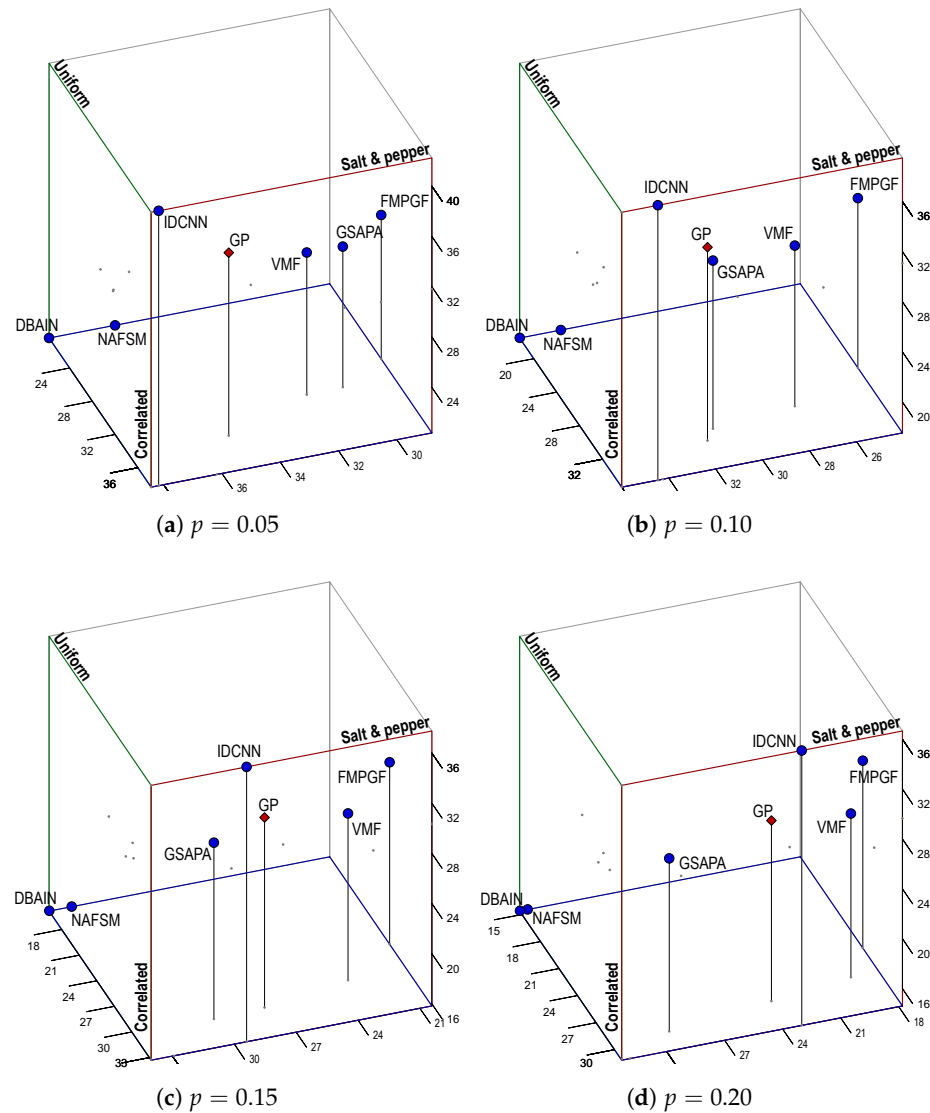 Uniform
Salt & pepper
40
IDCNN
FMPGF
GP
GSAPA
VMF
36
32
DBAIN
NAFSM
28
24
24
28
32
36
Correlated
36
34
32
30
(a) p = 0.05
Uniform
Salt & pepper
IDCNN
FMPGF
36
GP
VMF
GSAPA
32
DBAIN
NAFSM
28
20
24
24
28
32
20
Correlated
32
30
28
26
(b) p = 0.10
Uniform
Salt & pepper
IDCNN
36
FMPGF
GP
32
VMF
GSAPA
28
DBAIN
NAFSM
24
18
21
20
24
27
30
33
16
Correlated
30
27
24
21
(c) p = 0.15
Uniform
Salt & pepper
IDCNN
36
FMPGF
GP
32
VMF
GSAPA
28
DBAIN
NAFSM
24
15
18
20
21
24
27
30
16
Correlated
27
24
21
18
(d) p = 0.20